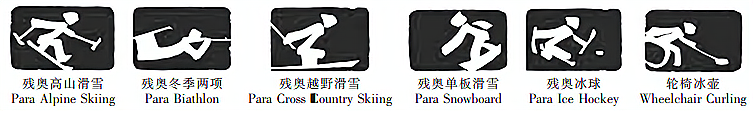 残奥高山滑雪 残奥冬季两项 残奥越野滑雪 残奥单板滑雪 残奥冰球 轮椅冰壶
Para Alpine Skiing Para Biathlon Para Cross Country Skiing Para Snowboard Para Ice Hockey Wheelchair Curling